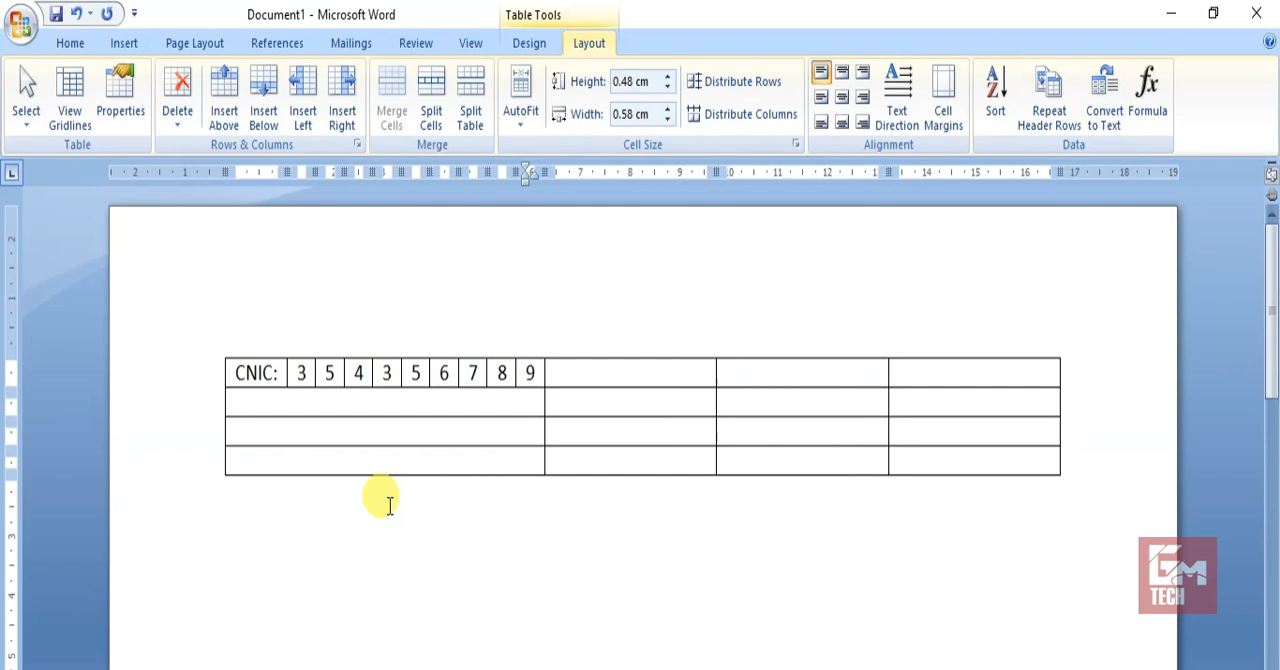 Document1 - Microsoft Word
Table Tools
Home Insert Page Layout References Mailings Review View Design Layout
Select
View Gridlines
Properties
Table
Delete
Insert Above
Insert Below
Insert Left
Insert Right
Rows & Columns
Merge Cells
Split Cells
Split Table
Merge
AutoFit
Height: 0.48 cm
Width: 0.58 cm
Distribute Rows
Distribute Columns
Cell Size
Text Direction
Cell Margins
Alignment
Sort
Repeat Header Rows
Convert to Text
Formula
Data
CNIC: 3 5 4 3 5 6 7 8 9
GM
TECH